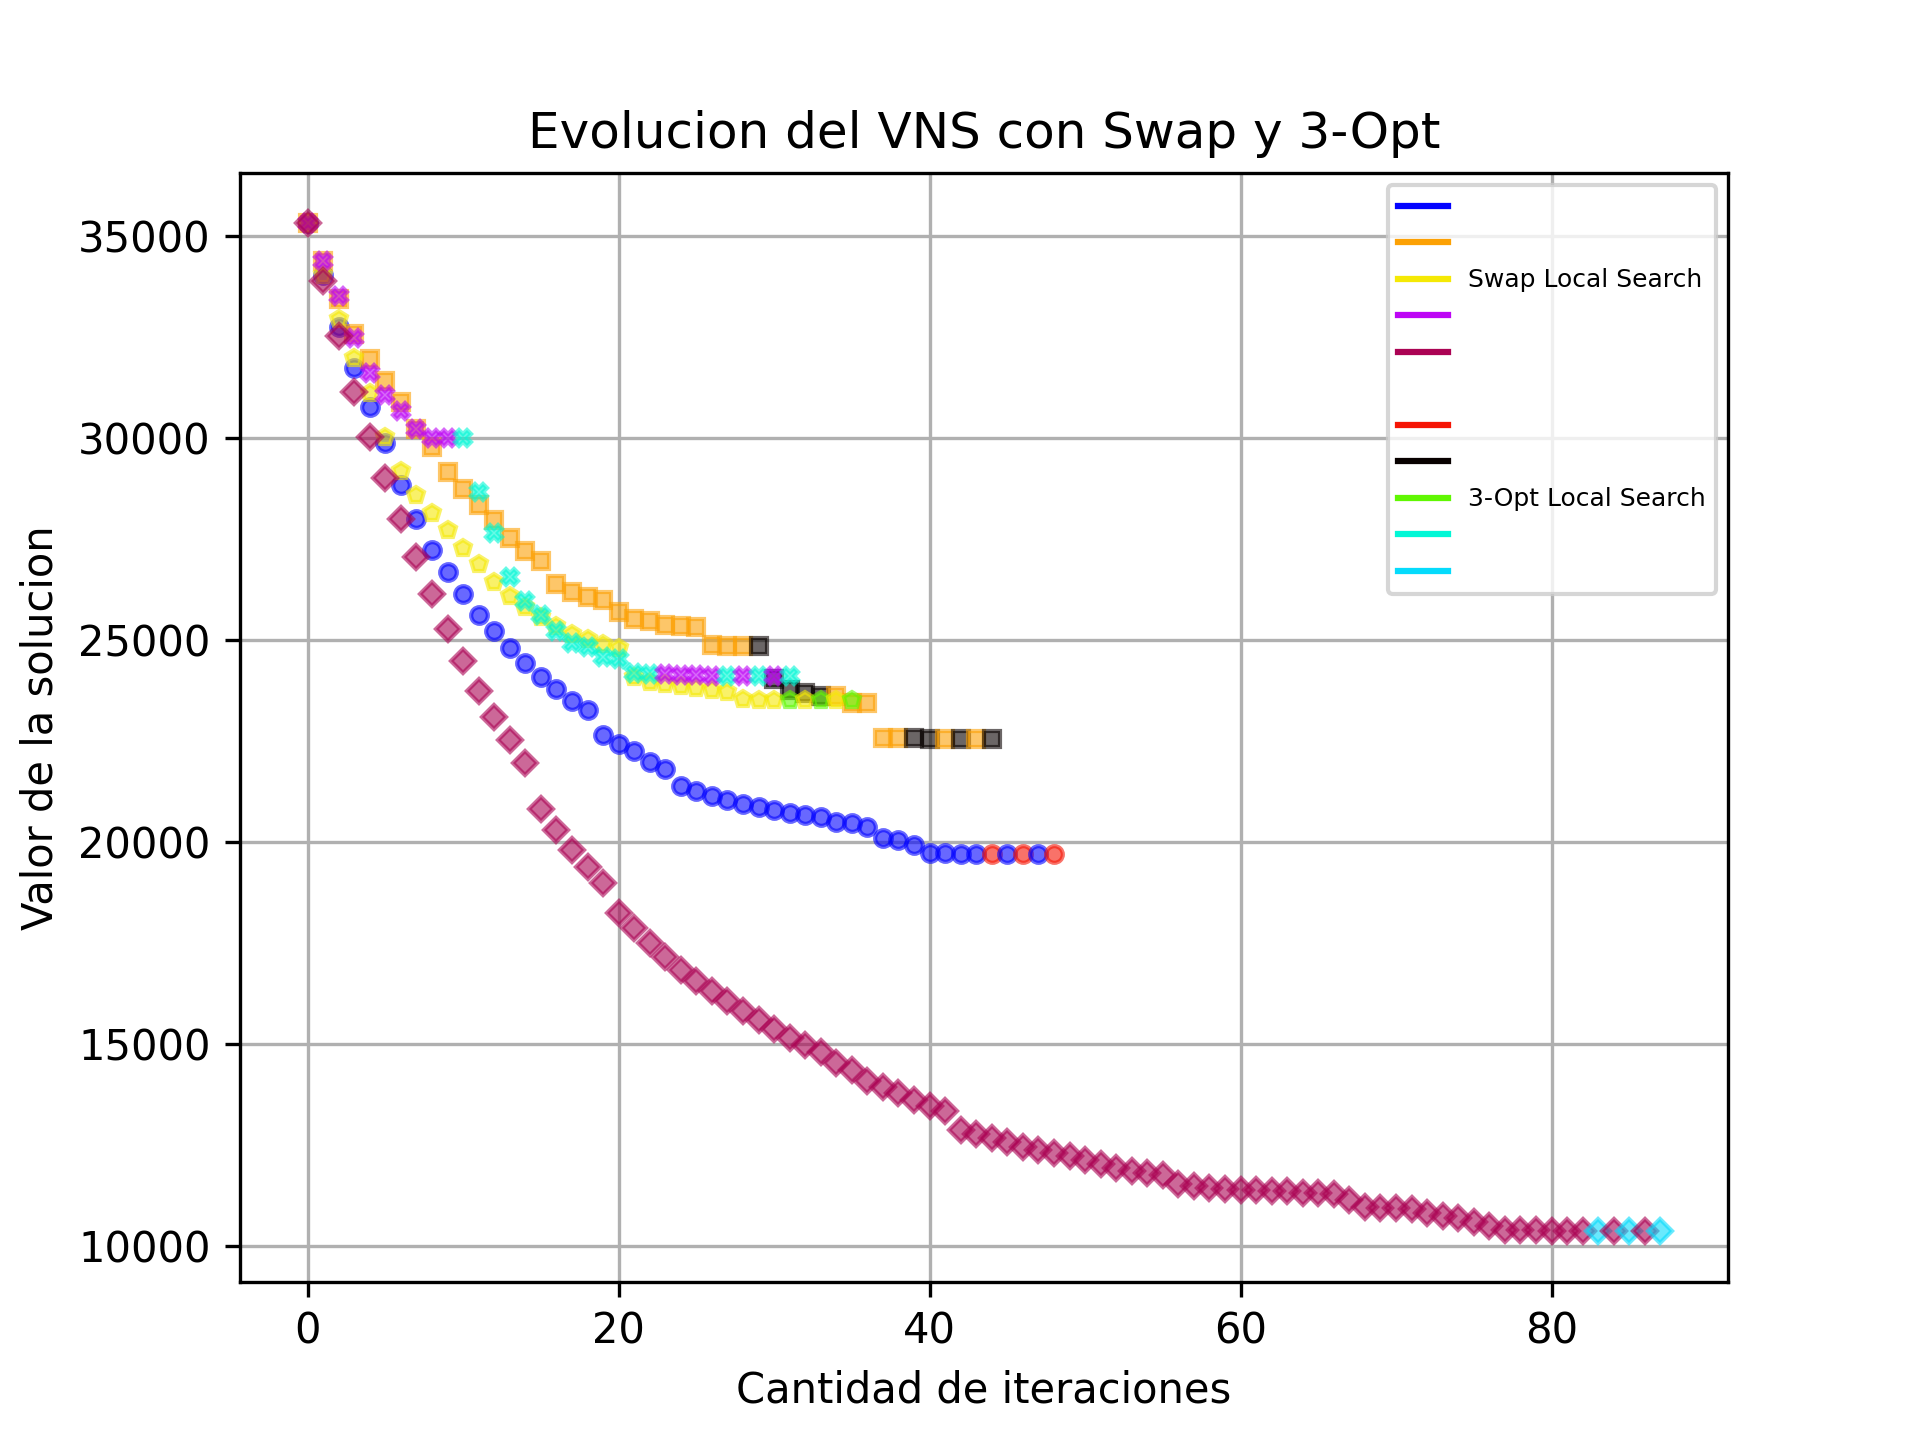 Evolucion del VNS con Swap y 3-Opt
35000
30000
25000
20000
15000
10000
Valor de la solucion
Swap Local Search
3-Opt Local Search
0 20 40 60 80
Cantidad de iteraciones